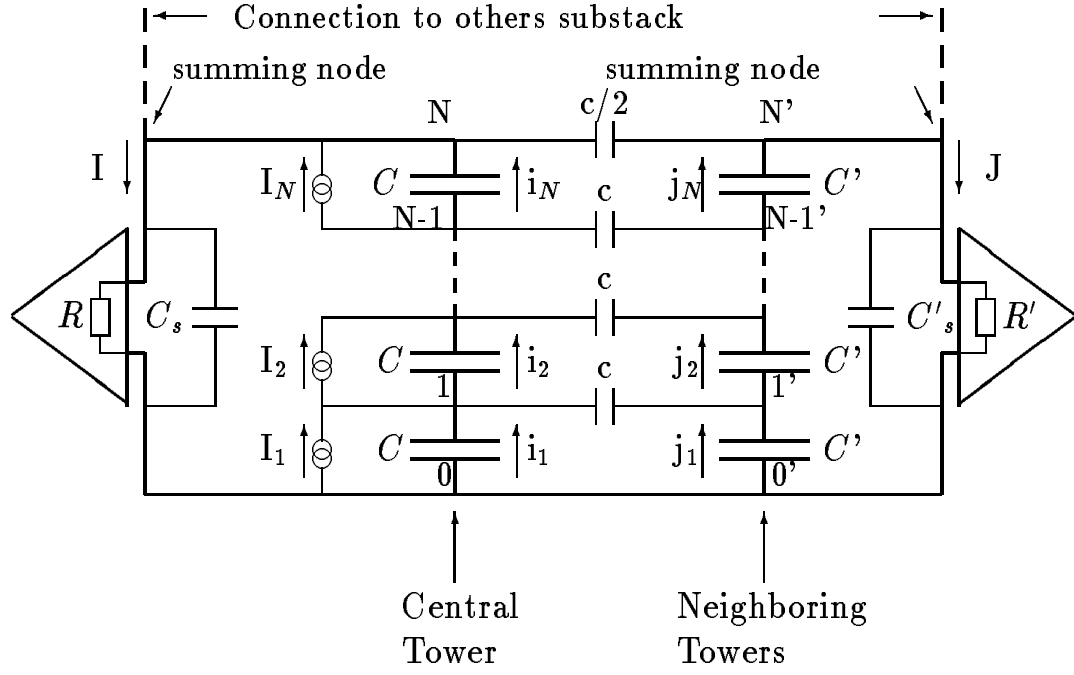 Connection to others substack
summing node summing node
N c/2 N'
I I_N C i_N c j_N C' J
N-1 N-1'
c
R C_s C'_s R'
I_2 C i_2 c j_2 C'
1 1'
I_1 C i_1 j_1 C'
0 0'
Central Neighboring
Tower Towers